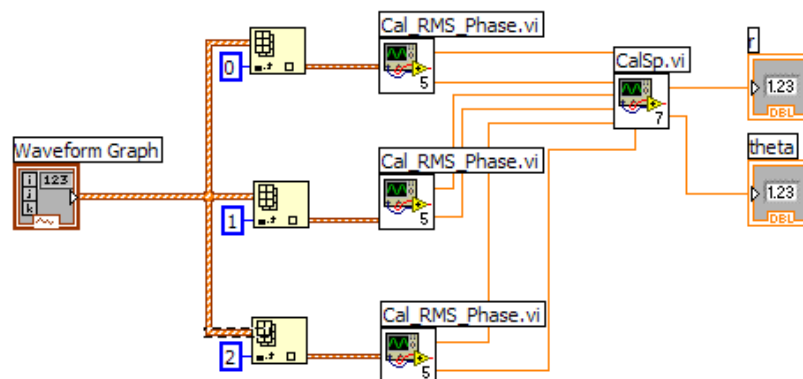 Cal_RMS_Phase.vi
0
5
CalSp.vi
7
r
1.23
DBL
Waveform Graph
i
j
k
123
Cal_RMS_Phase.vi
1
5
theta
1.23
DBL
Cal_RMS_Phase.vi
2
5